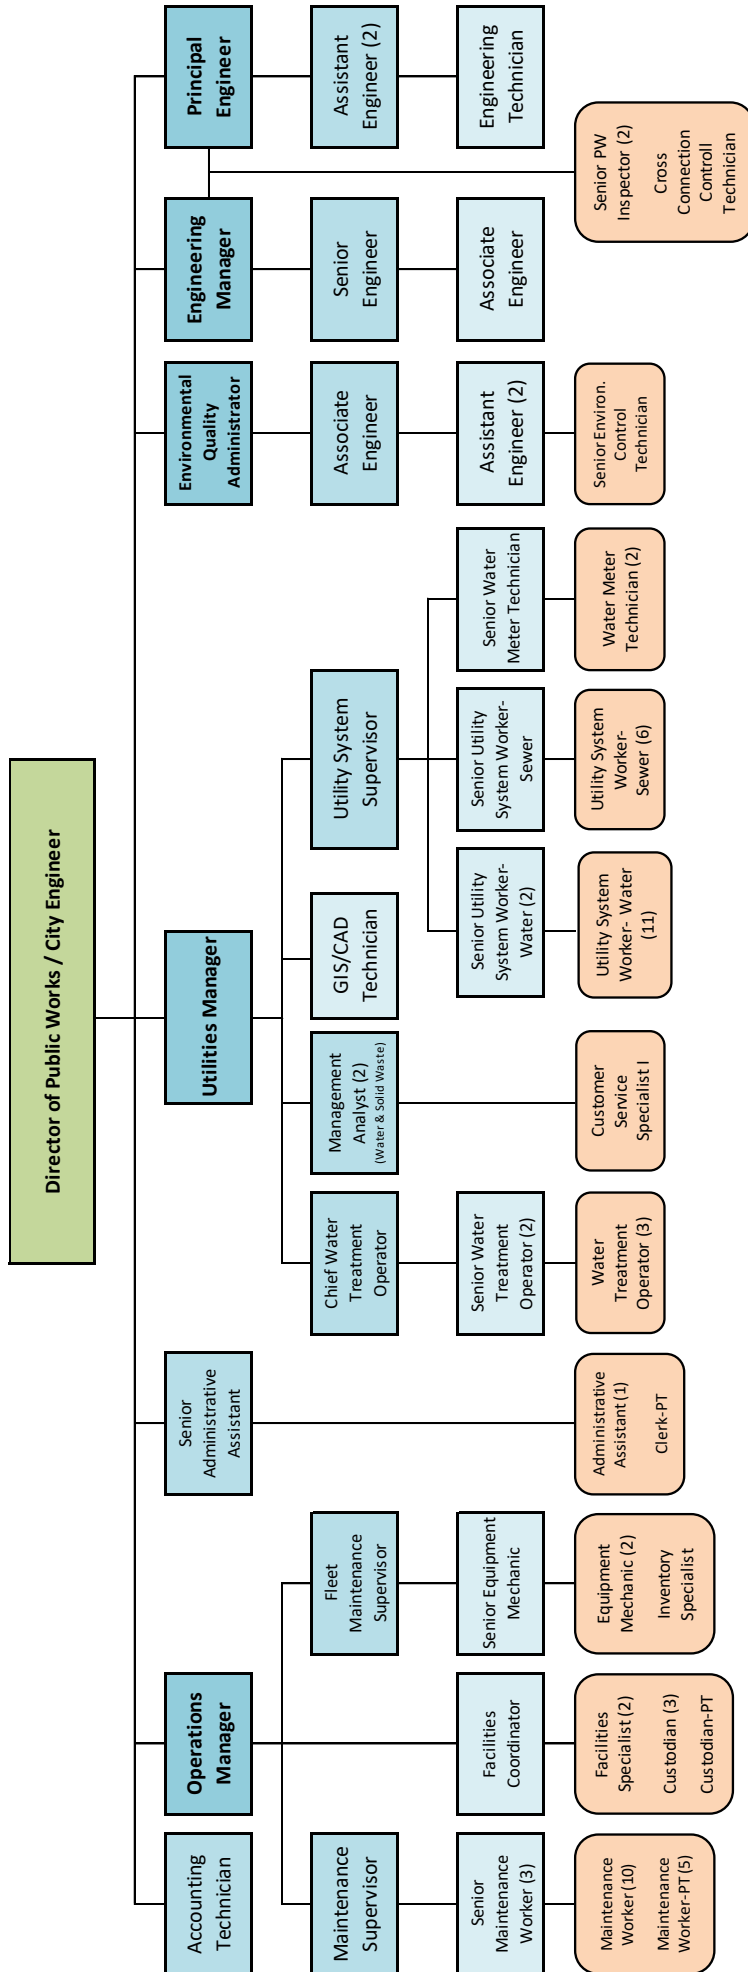 Director of Public Works / City Engineer
Accounting
Technician
Operations
Manager
Senior
Administrative
Assistant
Utilities Manager
Environmental
Quality
Administrator
Engineering
Manager
Principal
Engineer
Maintenance
Supervisor
Fleet
Maintenance
Supervisor
Chief Water
Treatment
Operator
Management
Analyst (2)
(Water & Solid Waste)
GIS/CAD
Technician
Utility System
Supervisor
Associate
Engineer
Senior
Engineer
Assistant
Engineer (2)
Senior
Maintenance
Worker (3)
Facilities
Coordinator
Senior Equipment
Mechanic
Senior Water
Treatment
Operator (2)
Senior Utility
System Worker-
Water (2)
Senior Utility
System Worker-
Sewer
Senior Water
Meter Technician
Assistant
Engineer (2)
Associate
Engineer
Engineering
Technician
Maintenance
Worker (10)
Maintenance
Worker-PT (5)
Facilities
Specialist (2)
Custodian (3)
Custodian-PT
Equipment
Mechanic (2)
Inventory
Specialist
Administrative
Assistant (1)
Clerk-PT
Water
Treatment
Operator (3)
Customer
Service
Specialist I
Utility System
Worker- Water
(11)
Utility System
Worker-
Sewer (6)
Water Meter
Technician (2)
Senior Environ.
Control
Technician
Senior PW
Inspector (2)
Cross
Connection
Controll
Technician